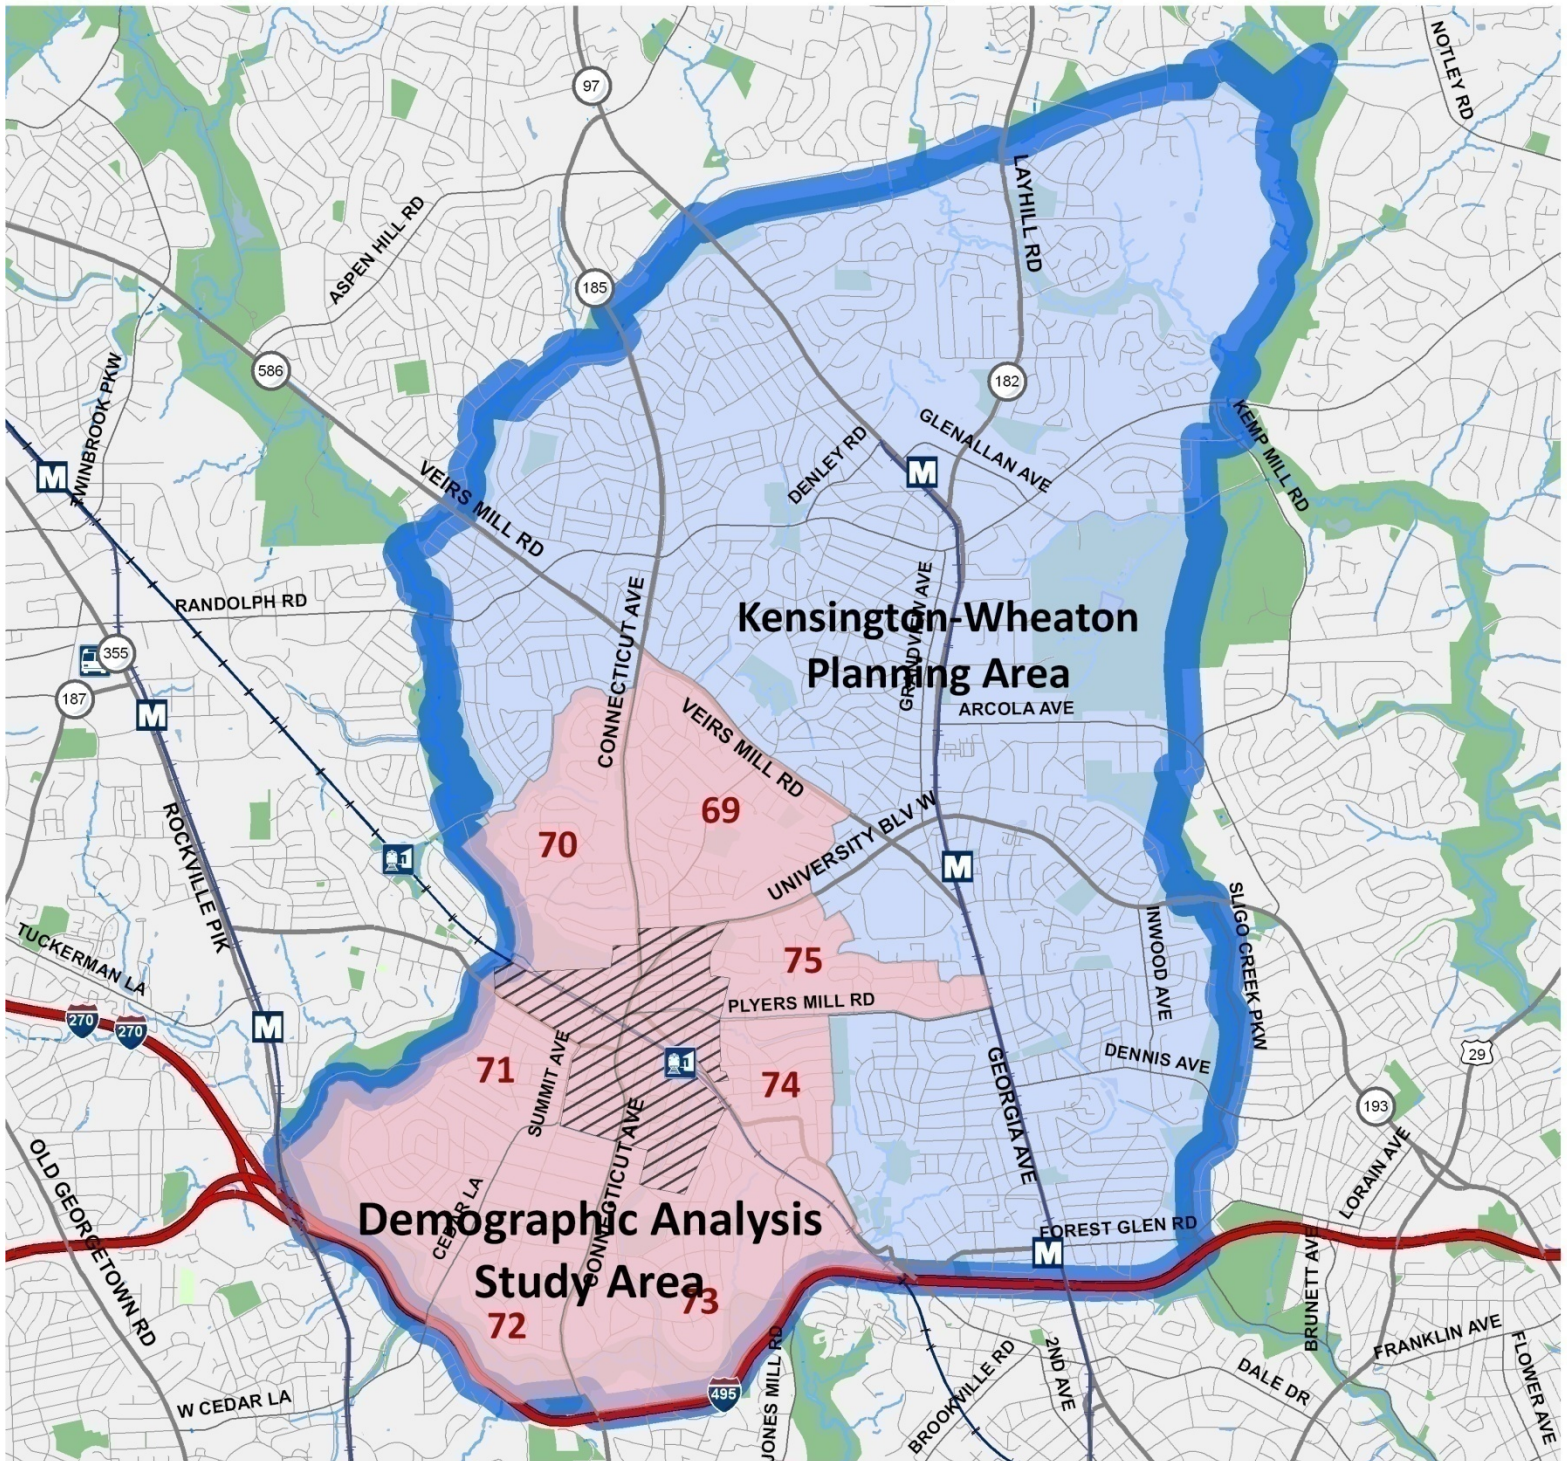 97
NOTLEY RD
LAYHILL RD
ASPEN HILL RD
185
586
182
TWINBROOK PKW
GLENALLAN AVE
KEMP MILL RD
DENLEY RD
M
M
VEIRS MILL RD
RANDOLPH RD
CONNECTICUT AVE
GRANDVIEW AVE
Kensington-Wheaton
Planning Area
355
187
M
ARCOLA AVE
VEIRS MILL RD
69
70
UNIVERSITY BLV W
M
ROCKVILLE PIK
TUCKERMAN LA
INWOOD AVE
SLIGO CREEK PKW
75
PLYERS MILL RD
270
270
M
71
SUMMIT AVE
74
DENNIS AVE
GEORGIA AVE
29
193
OLD GEORGETOWN RD
CONNECTICUT AVE
LORAIN AVE
CEDAR LA
Demographic Analysis
Study Area
FOREST GLEN RD
M
72
73
BRUNETT AVE
FRANKLIN AVE
FLOWER AVE
495
JONES MILL RD
BROOKVILLE RD
2ND AVE
DALE DR
W CEDAR LA